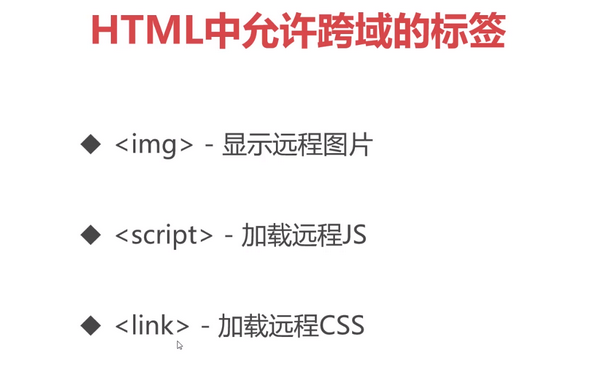 HTML中允许跨域的标签
◆ <img> - 显示远程图片
◆ <script> - 加载远程JS
◆ <link> - 加载远程CSS